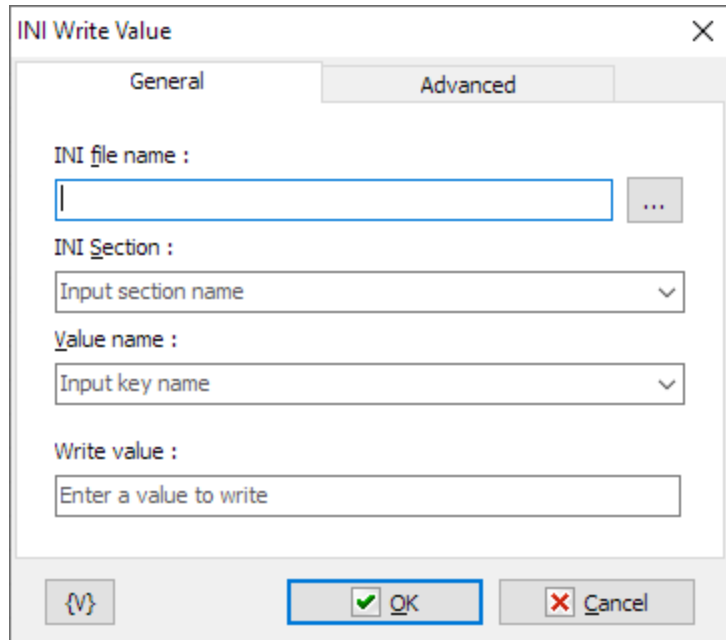 INI Write Value
General
Advanced
INI file name :
...
INI Section :
Input section name
Value name :
Input key name
Write value :
Enter a value to write
{V}
OK
Cancel